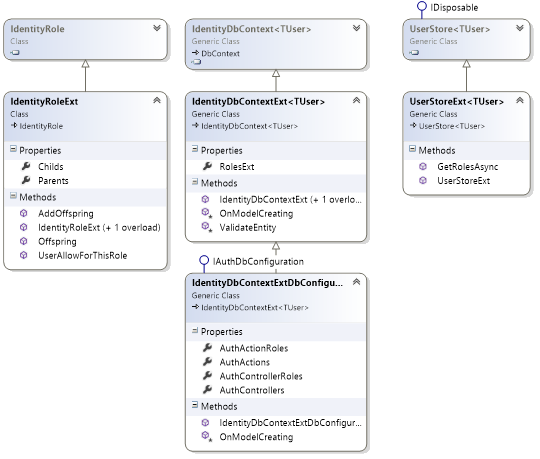 IdentityRole
Class
IdentityRoleExt
Class
IdentityRole
Properties
Childs
Parents
Methods
AddOffspring
IdentityRoleExt (+ 1 overload)
Offspring
UserAllowForThisRole
IdentityDbContext<TUser>
Generic Class
DbContext
IdentityDbContextExt<TUser>
Generic Class
IdentityDbContext<TUser>
Properties
RolesExt
Methods
IdentityDbContextExt (+ 1 overlo...
OnModelCreating
ValidateEntity
IAuthDbConfiguration
IdentityDbContextExtDbConfigu...
Generic Class
IdentityDbContextExt<TUser>
Properties
AuthActionRoles
AuthActions
AuthControllerRoles
AuthControllers
Methods
IdentityDbContextExtDbConfigur...
OnModelCreating
IDisposable
UserStore<TUser>
Generic Class
UserStoreExt<TUser>
Generic Class
UserStore<TUser>
Methods
GetRolesAsync
UserStoreExt